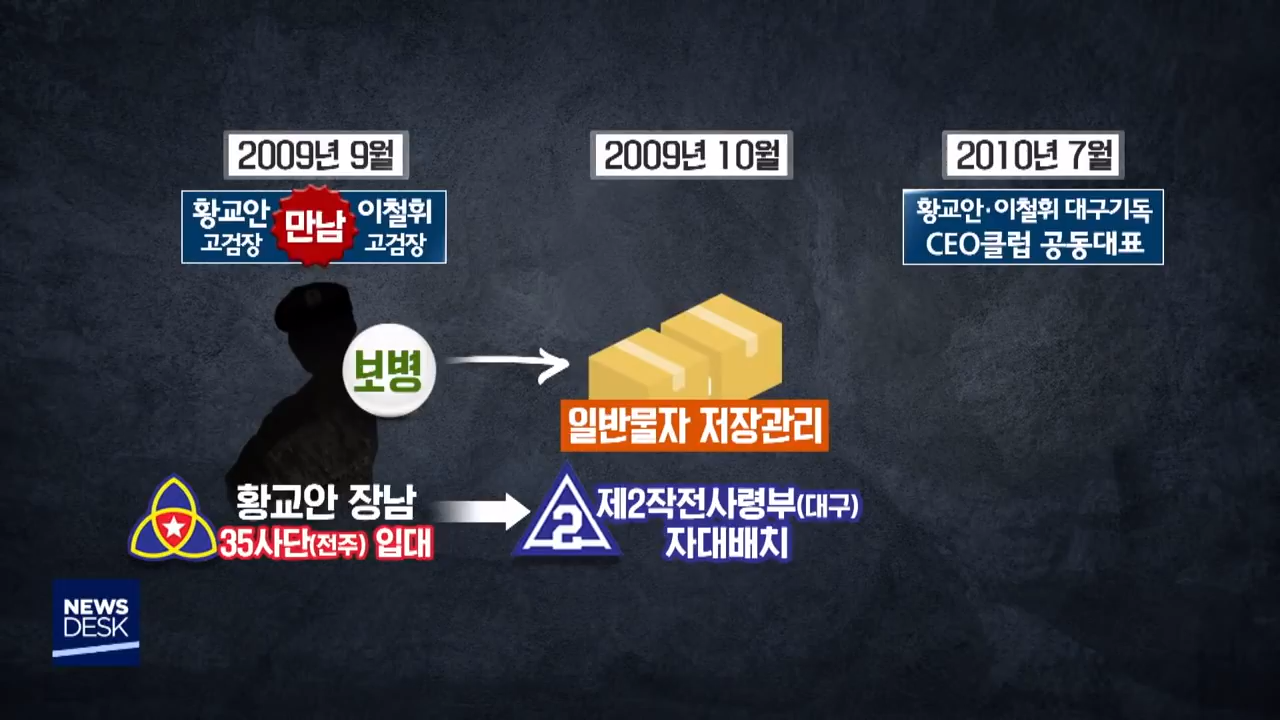 2009년 9월
황교안 만남 이철휘
고검장 고검장
보병
황교안 장남
35사단(전주) 입대
2009년 10월
일반물자 저장관리
2
제2작전사령부(대구)
자대배치
2010년 7월
황교안·이철휘 대구기독
CEO클럽 공동대표
NEWS
DESK